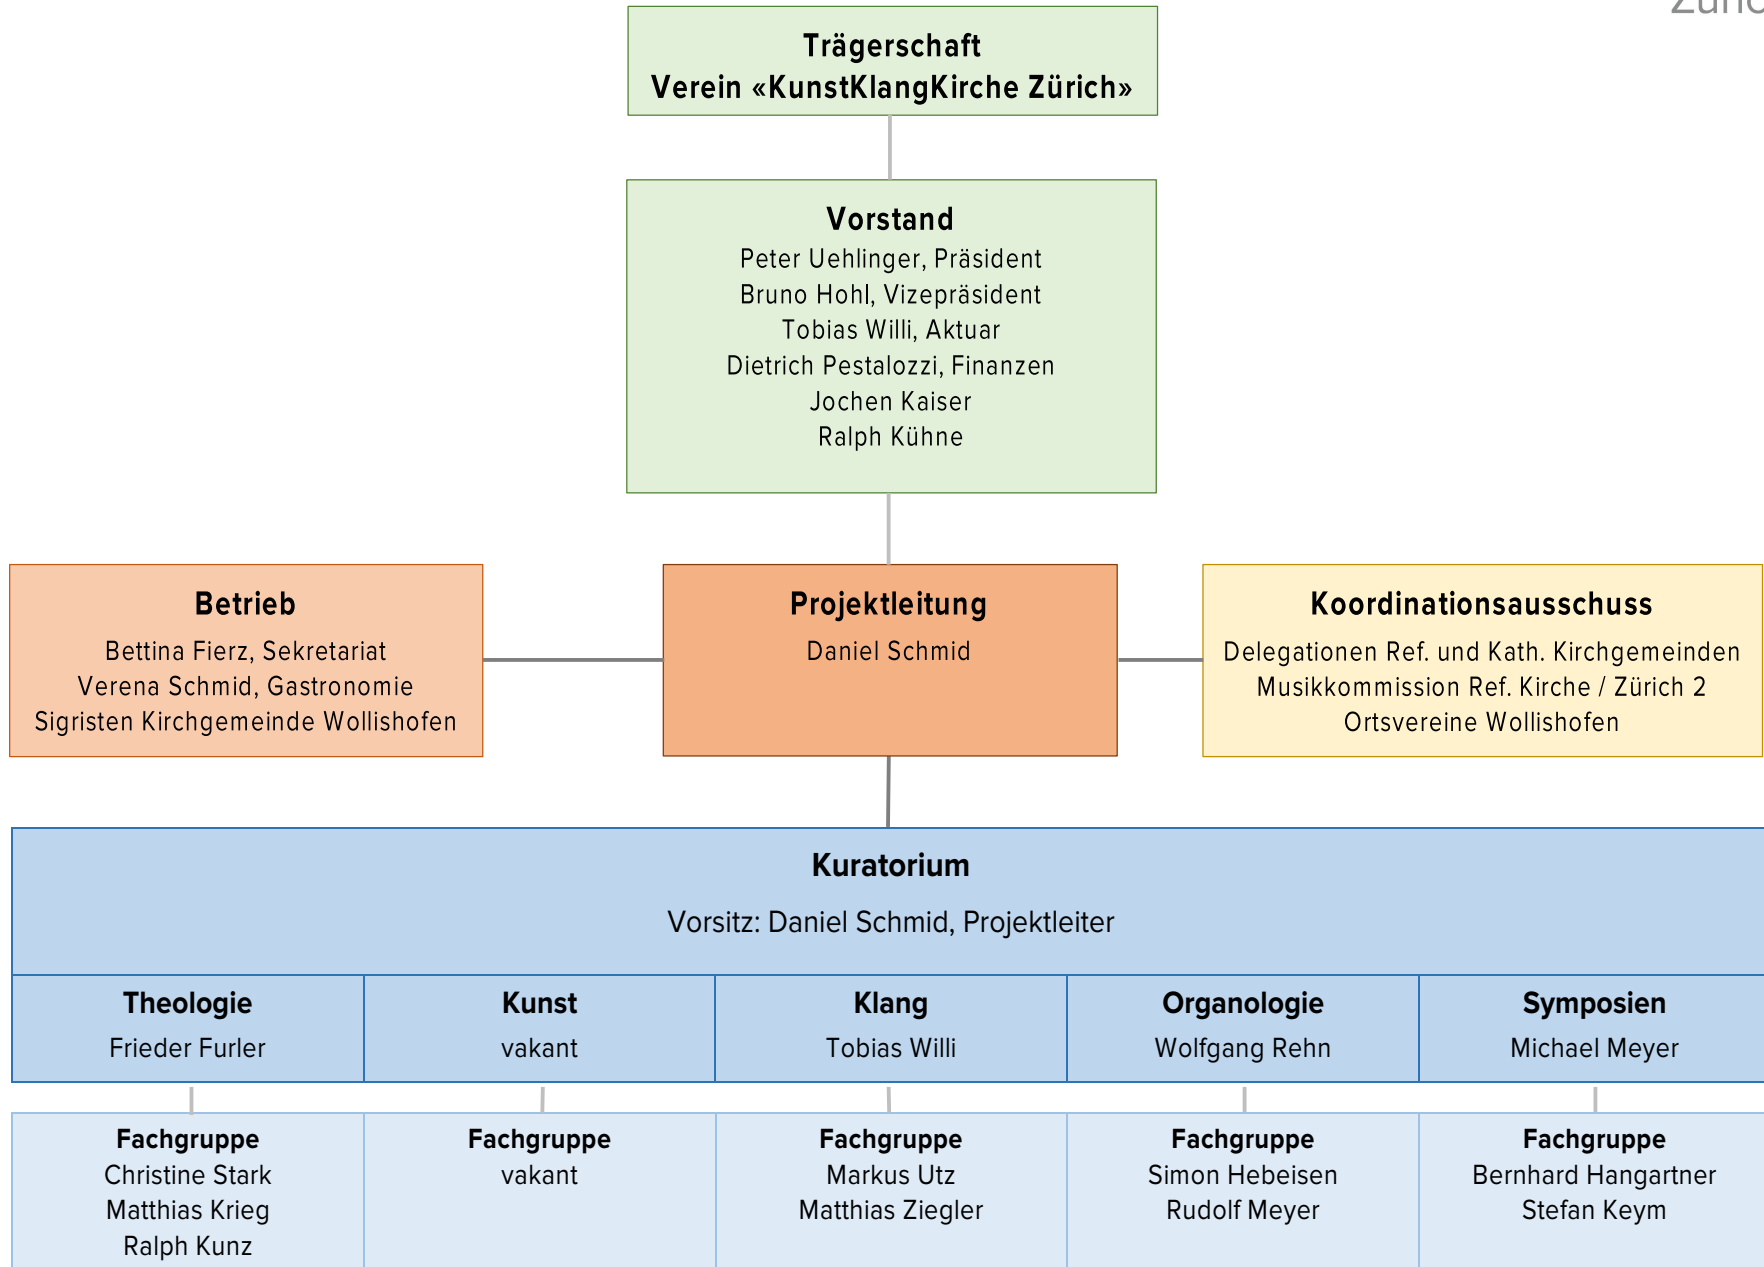 Trägerschaft
Verein «KunstKlangKirche Zürich»
Vorstand
Peter Uehlinger, Präsident
Bruno Hohl, Vizepräsident
Tobias Willi, Aktuar
Dietrich Pestalozzi, Finanzen
Jochen Kaiser
Ralph Kühne
Betrieb
Bettina Fierz, Sekretariat
Verena Schmid, Gastronomie
Sigristen Kirchgemeinde Wollishofen
Projektleitung
Daniel Schmid
Koordinationsausschuss
Delegationen Ref. und Kath. Kirchgemeinden
Musikkommission Ref. Kirche / Zürich 2
Ortsvereine Wollishofen
Kuratorium
Vorsitz: Daniel Schmid, Projektleiter
Theologie
Frieder Furler
Kunst
vakant
Klang
Tobias Willi
Organologie
Wolfgang Rehn
Symposien
Michael Meyer
Fachgruppe
Christine Stark
Matthias Krieg
Ralph Kunz
Fachgruppe
vakant
Fachgruppe
Markus Utz
Matthias Ziegler
Fachgruppe
Simon Hebeisen
Rudolf Meyer
Fachgruppe
Bernhard Hangartner
Stefan Keym